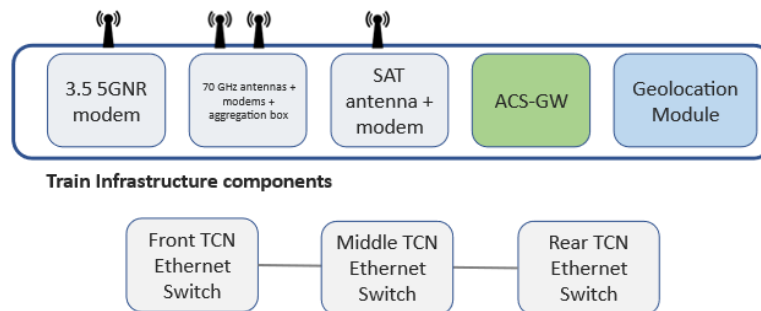 3.5 5GNR
modem
70 GHz antennas +
modems +
aggregation box
SAT
antenna +
modem
ACS-GW
Geolocation
Module
Train Infrastructure components
Front TCN
Ethernet
Switch
Middle TCN
Ethernet
Switch
Rear TCN
Ethernet
Switch